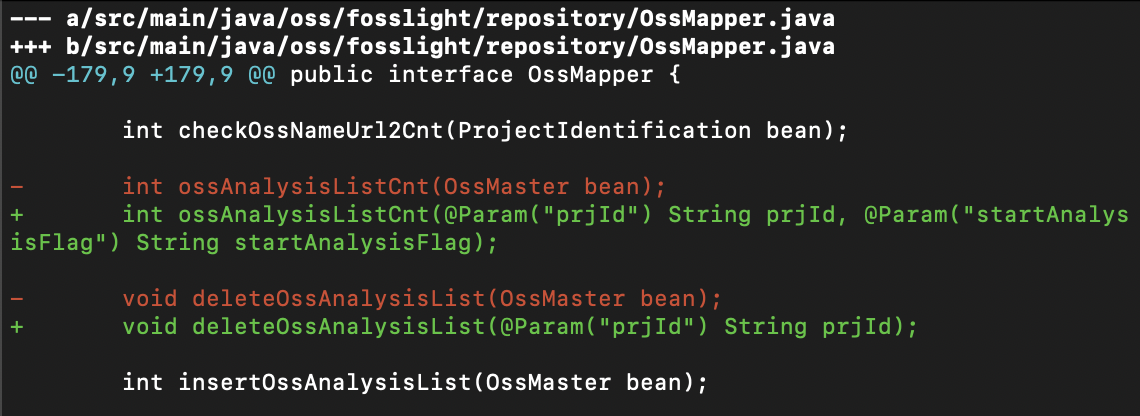 --- a/src/main/java/oss/fosslight/repository/OssMapper.java
+++ b/src/main/java/oss/fosslight/repository/OssMapper.java
@@ -179,9 +179,9 @@ public interface OssMapper {
int checkOssNameUrl2Cnt(ProjectIdentification bean);
-        int ossAnalysisListCnt(OssMaster bean);
+        int ossAnalysisListCnt(@Param("prjId") String prjId, @Param("startAnalys
isFlag") String startAnalysisFlag);
-        void deleteOssAnalysisList(OssMaster bean);
+        void deleteOssAnalysisList(@Param("prjId") String prjId);
int insertOssAnalysisList(OssMaster bean);